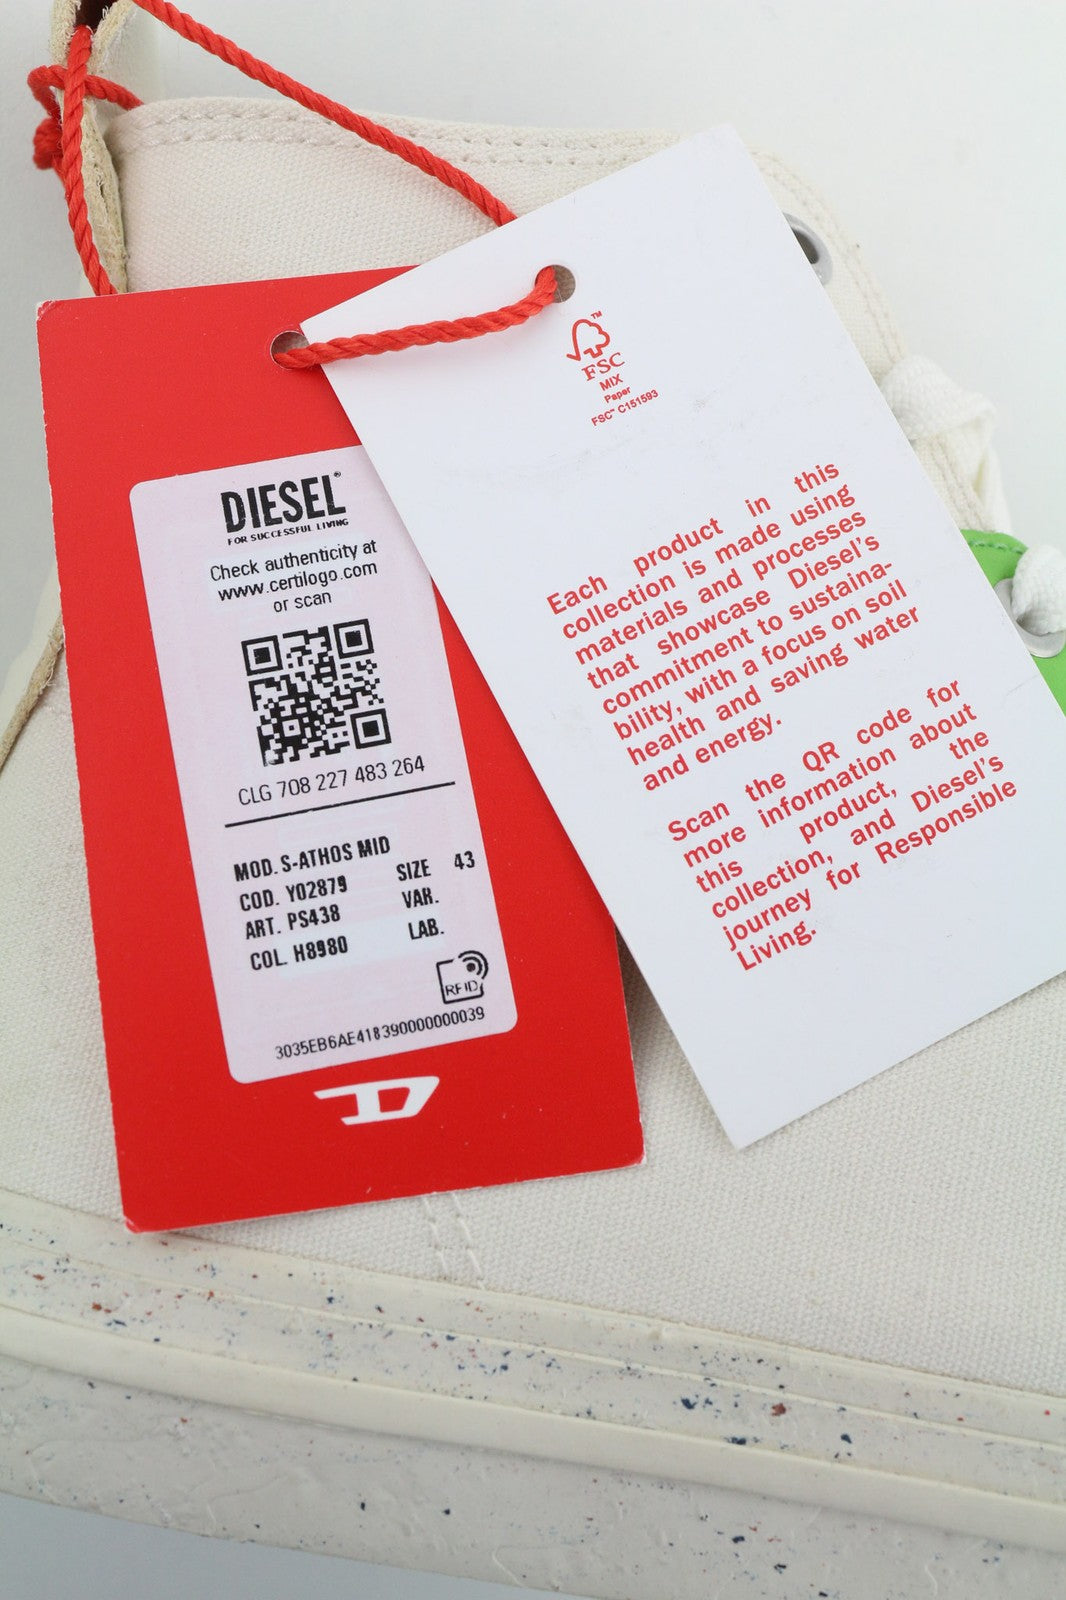 DIESEL®
FOR SUCCESSFUL LIVING
Check authenticity at
www.certilogo.com
or scan
CLG 708 227 483 264
MOD. S-ATHOS MID
COD. Y02879 SIZE 43
ART. PS438 VAR.
COL. H8980 LAB.
RFID
3035EB6AE418390000000039
D
FSC™
MIX
Paper
FSC™ C151593
Each product in this
collection is made using
materials and processes
that showcase Diesel's
commitment to sustaina-
bility, with a focus on soil
health and saving water
and energy.
Scan the QR code for
more information about
this product, the
collection, and Diesel's
journey for Responsible
Living.